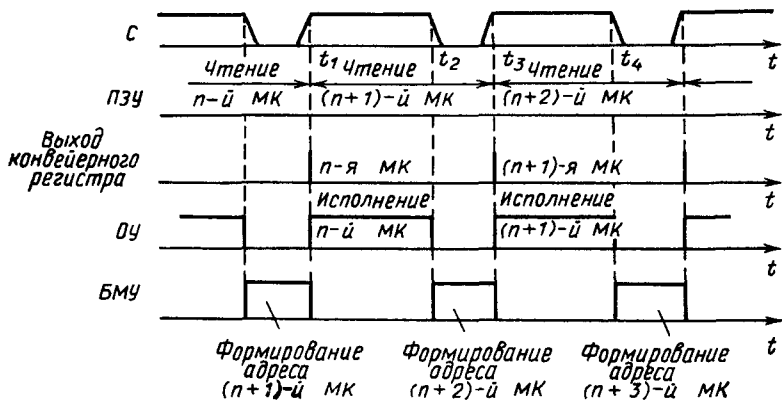 C
t
t₁ t₂ t₃ t₄
Чтение Чтение Чтение
ПЗУ
n-й МК (n+1)-й МК (n+2)-й МК
t
Выход
конвейерного
регистра
n-я МК (n+1)-я МК
t
Исполнение Исполнение
ОУ
n-й МК (n+1)-й МК
t
БМУ
t
Формирование Формирование Формирование
адреса адреса адреса
(n+1)-й МК (n+2)-й МК (n+3)-й МК